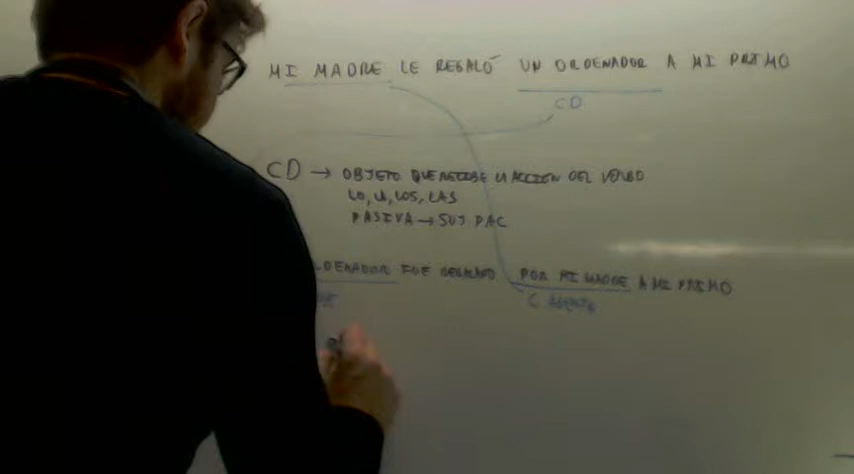 MI MADRE LE REGALÓ UN ORDENADOR A MI PRIMO
CD
CD → OBJETO QUE RECIBE LA ACCIÓN DEL VERBO
LO, LA, LOS, LAS
PASIVA → SUJ PAC
ORDENADOR FUE REGALADO POR MI MADRE A MI PRIMO
C AGENTE